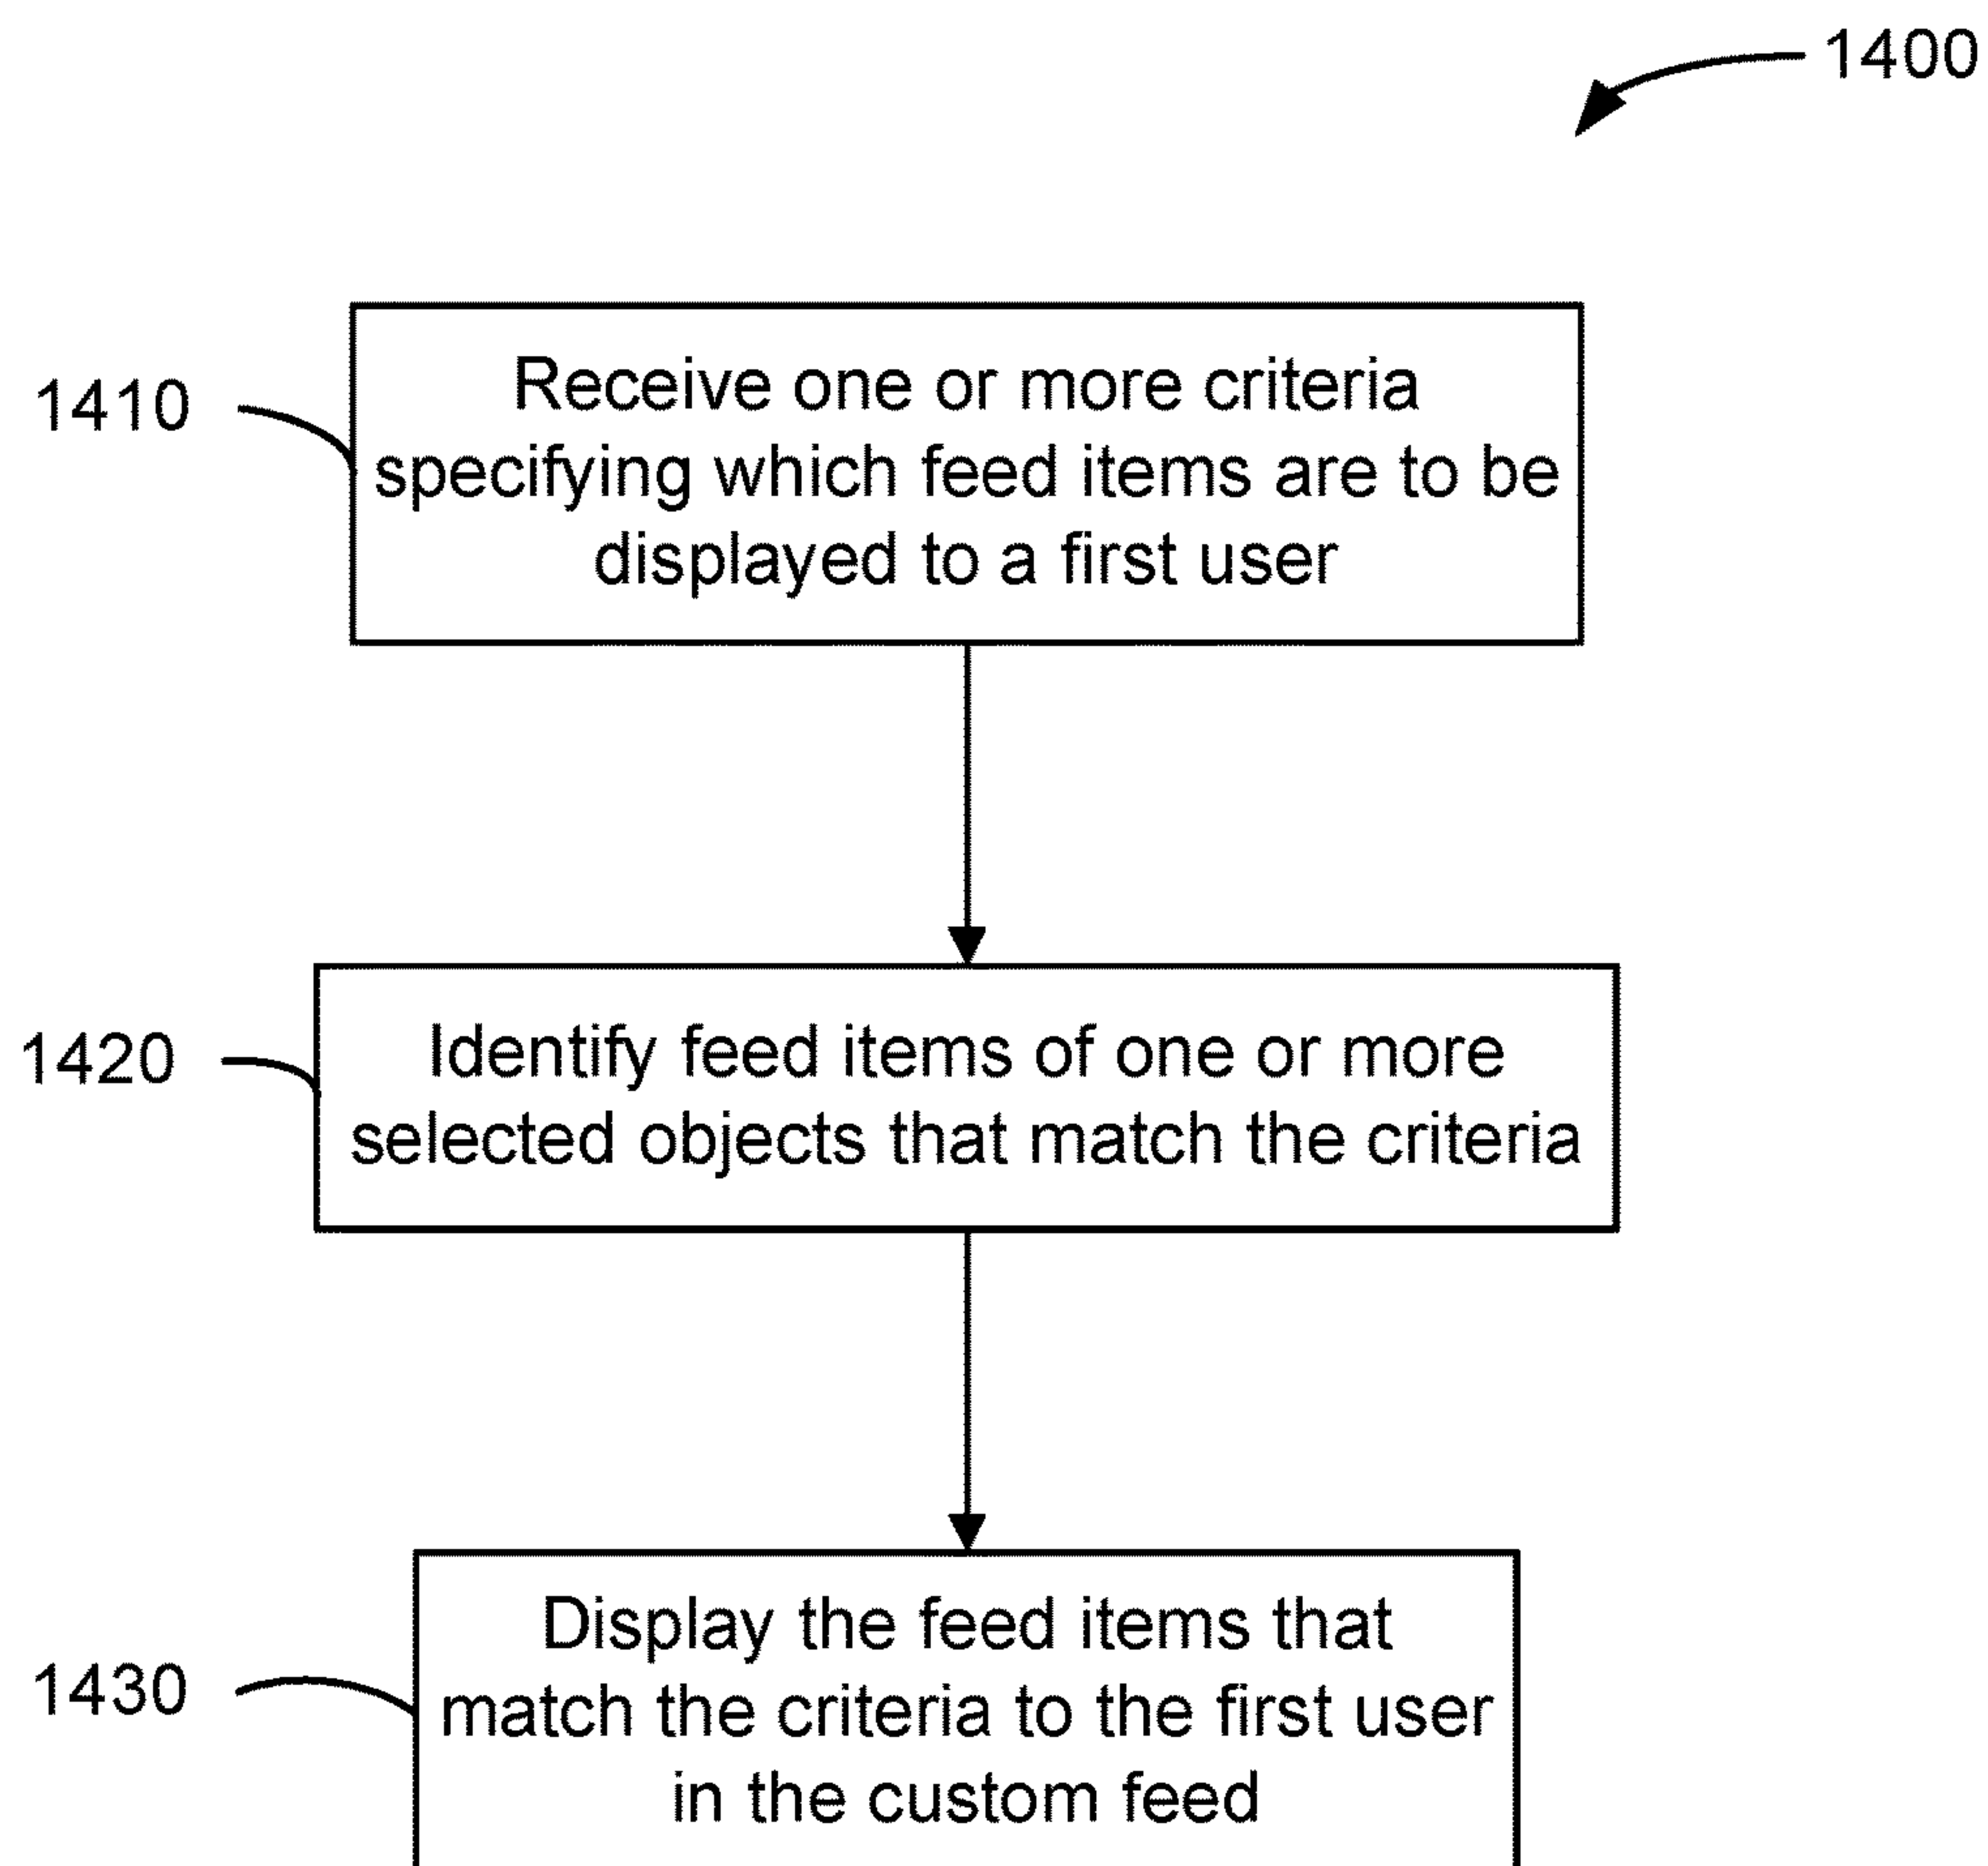 1400
1410
Receive one or more criteria
specifying which feed items are to be
displayed to a first user
1420
Identify feed items of one or more
selected objects that match the criteria
1430
Display the feed items that
match the criteria to the first user
in the custom feed